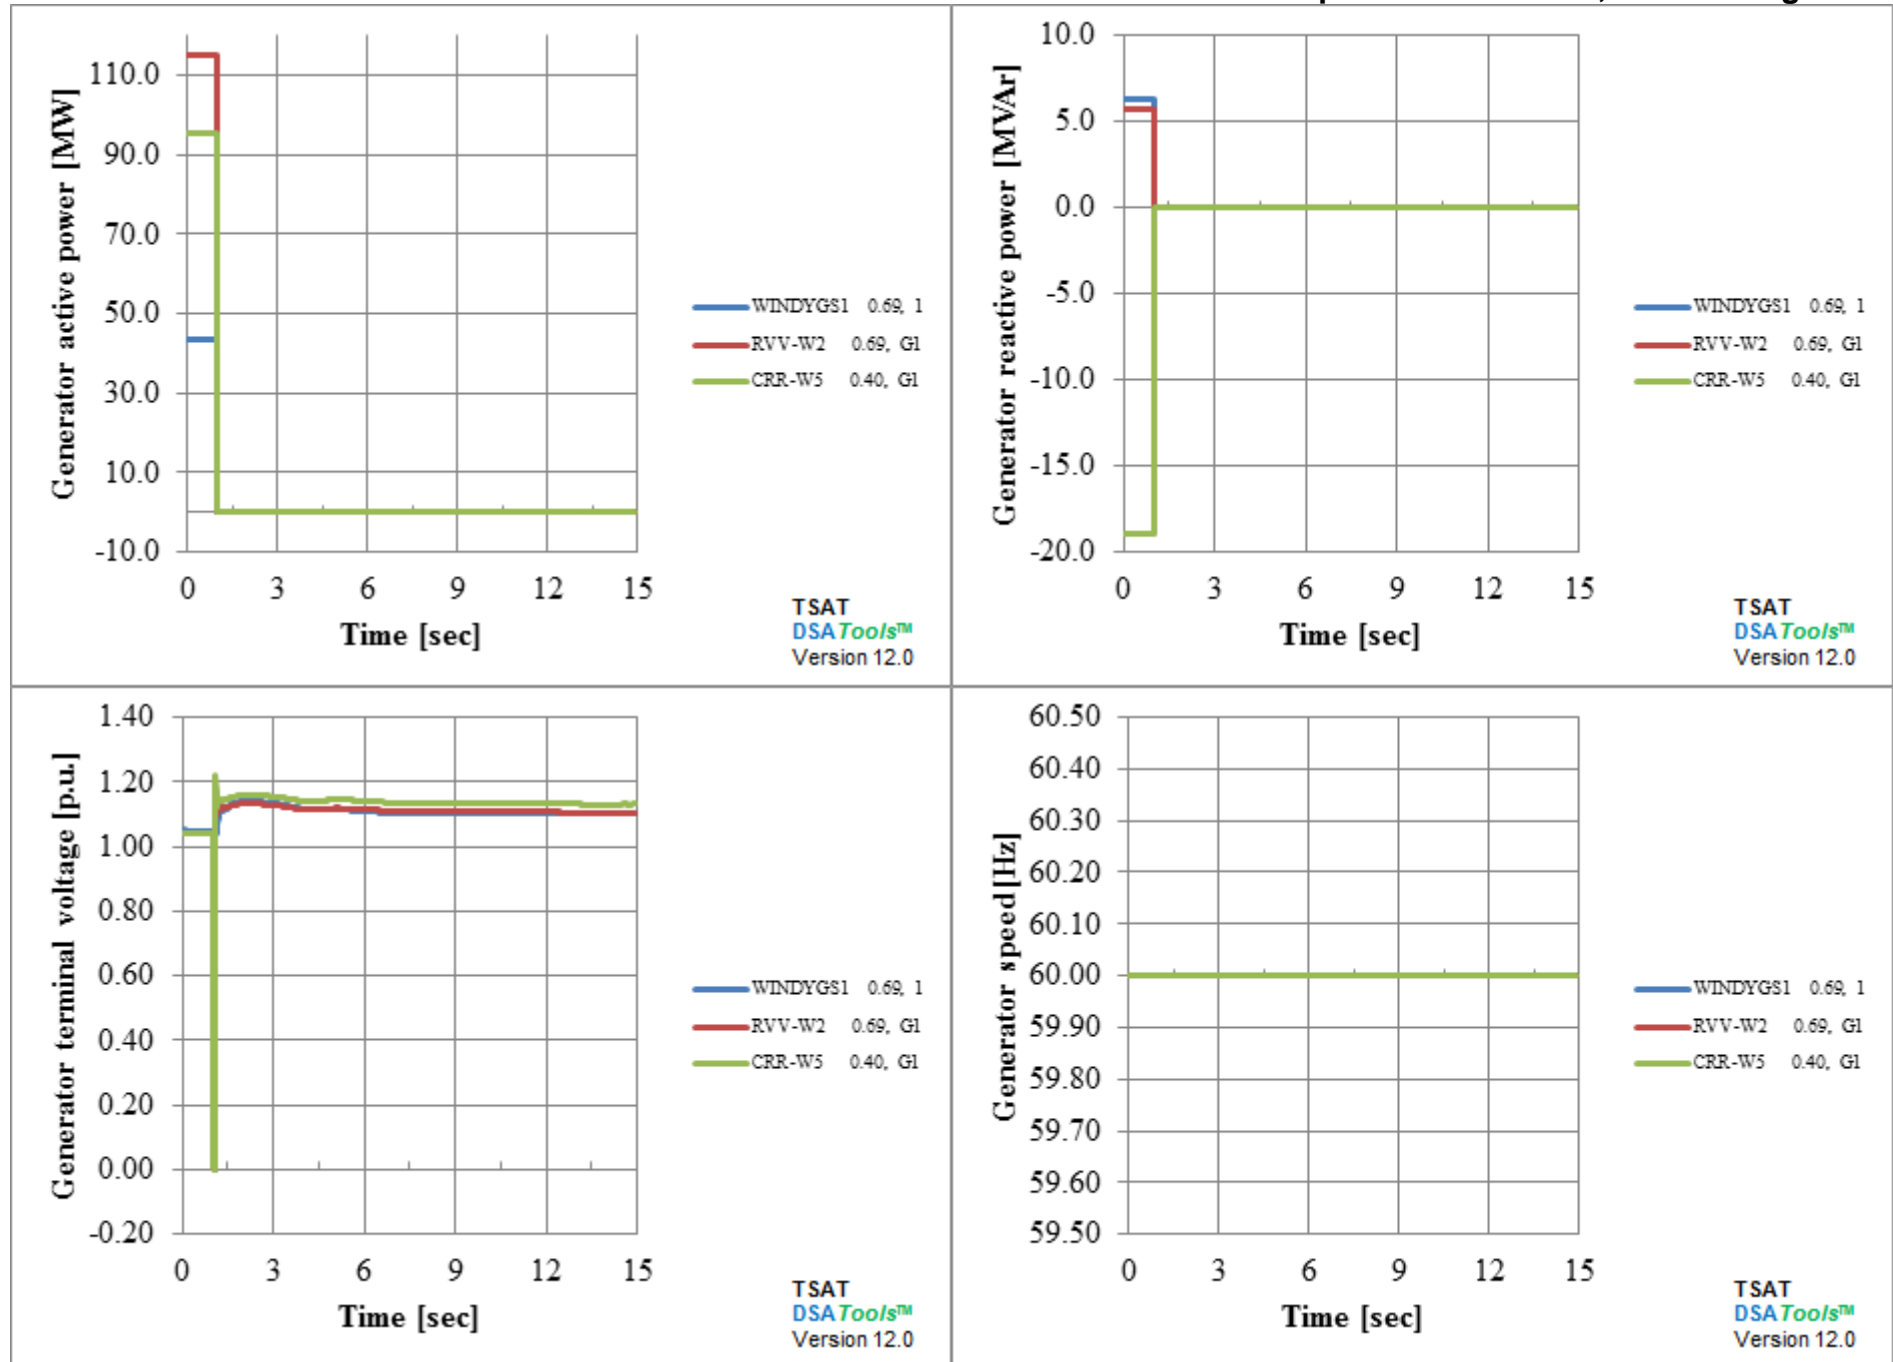 Generator active power [MW]
110.0
90.0
70.0
50.0
30.0
10.0
-10.0
0 3 6 9 12 15
Time [sec]
WINDYGS1 0.69, 1
RVV-W2 0.69, G1
CRR-W5 0.40, G1
TSAT
DSATools™
Version 12.0
Generator reactive power [MVAr]
10.0
5.0
0.0
-5.0
-10.0
-15.0
-20.0
0 3 6 9 12 15
Time [sec]
WINDYGS1 0.69, 1
RVV-W2 0.69, G1
CRR-W5 0.40, G1
TSAT
DSATools™
Version 12.0
Generator terminal voltage [p.u.]
1.40
1.20
1.00
0.80
0.60
0.40
0.20
0.00
-0.20
0 3 6 9 12 15
Time [sec]
WINDYGS1 0.69, 1
RVV-W2 0.69, G1
CRR-W5 0.40, G1
TSAT
DSATools™
Version 12.0
Generator speed[Hz]
60.50
60.40
60.30
60.20
60.10
60.00
59.90
59.80
59.70
59.60
59.50
0 3 6 9 12 15
Time [sec]
WINDYGS1 0.69, 1
RVV-W2 0.69, G1
CRR-W5 0.40, G1
TSAT
DSATools™
Version 12.0